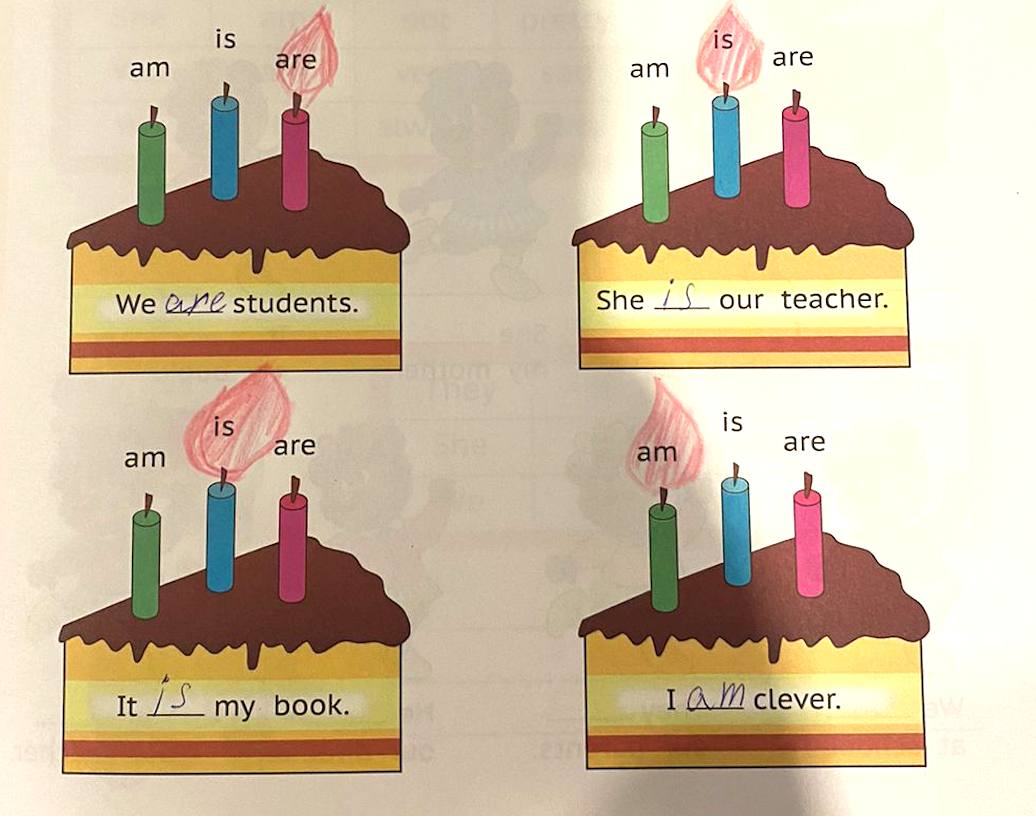 am is are
We are students.
am is are
She is our teacher.
am is are
It is my book.
am is are
I am clever.